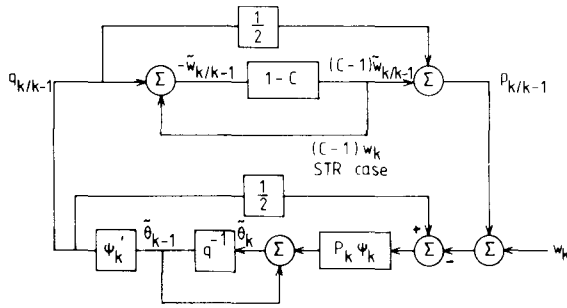 1/2
q_{k/k-1}
Σ
-w̃_{k/k-1}
1-C
(C-1)w̃_{k/k-1}
Σ
p_{k/k-1}
(C-1)w_k
STR case
1/2
ψ_k'
θ̃_{k-1}
q^{-1}
θ̃_k
Σ
P_k ψ_k
+
Σ
-
Σ
w_k